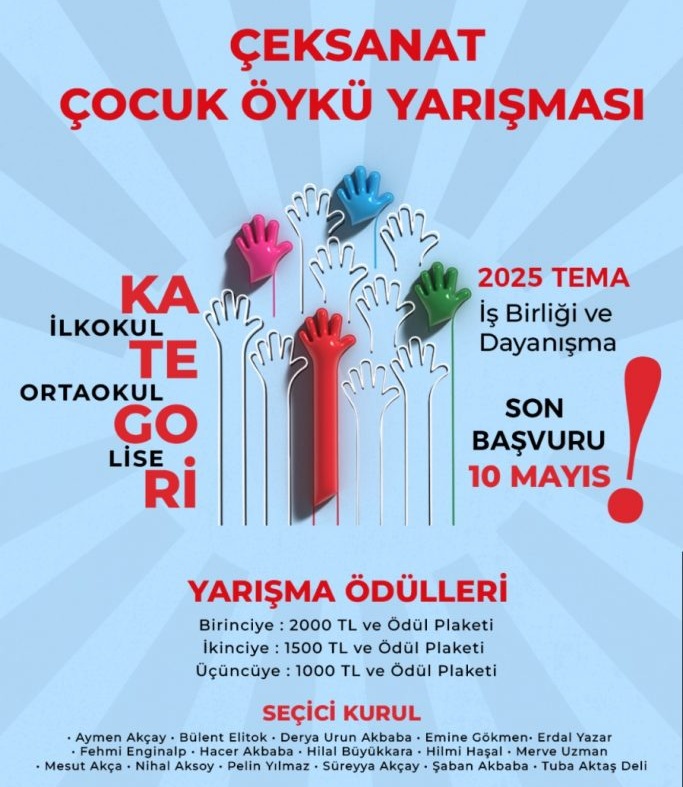 ÇEKSANAT
ÇOCUK ÖYKÜ YARIŞMASI
KA
İLKOKUL
TE
ORTAOKUL
GO
LİSE
Rİ
2025 TEMA
İş Birliği ve
Dayanışma
SON
BAŞVURU
10 MAYIS
!
YARIŞMA ÖDÜLLERİ
Birinciye : 2000 TL ve Ödül Plaketi
İkinciye : 1500 TL ve Ödül Plaketi
Üçüncüye : 1000 TL ve Ödül Plaketi
SEÇİCİ KURUL
• Aymen Akçay • Bülent Elitok • Derya Urun Akbaba • Emine Gökmen• Erdal Yazar
• Fehmi Enginalp • Hacer Akbaba • Hilal Büyükkara • Hilmi Haşal • Merve Uzman
• Mesut Akça • Nihal Aksoy • Pelin Yılmaz • Süreyya Akçay • Şaban Akbaba • Tuba Aktaş Deli